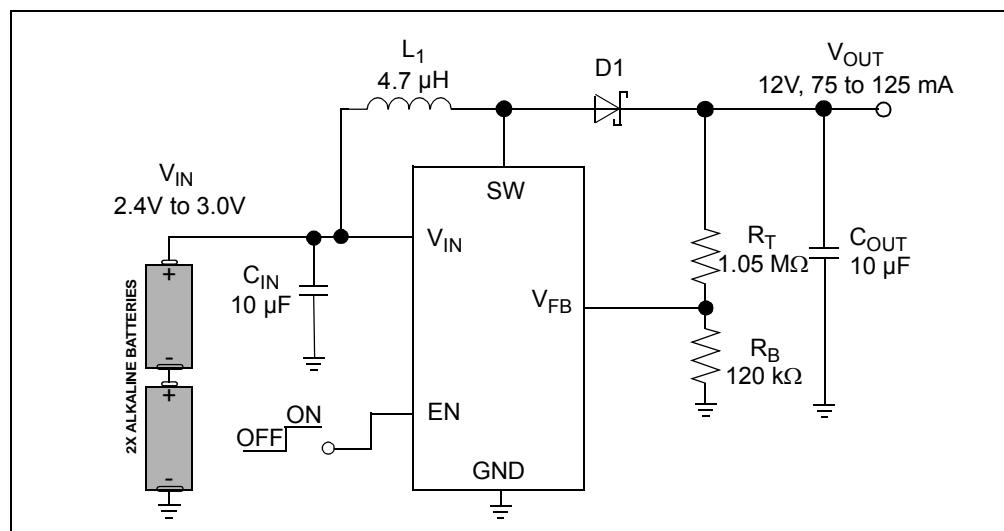 L1
4.7 µH
D1
VOUT
12V, 75 to 125 mA
VIN
2.4V to 3.0V
SW
VIN
CIN
10 µF
RT
1.05 MΩ
COUT
10 µF
VFB
RB
120 kΩ
2X ALKALINE BATTERIES
+
-
+
-
ON
OFF
EN
GND